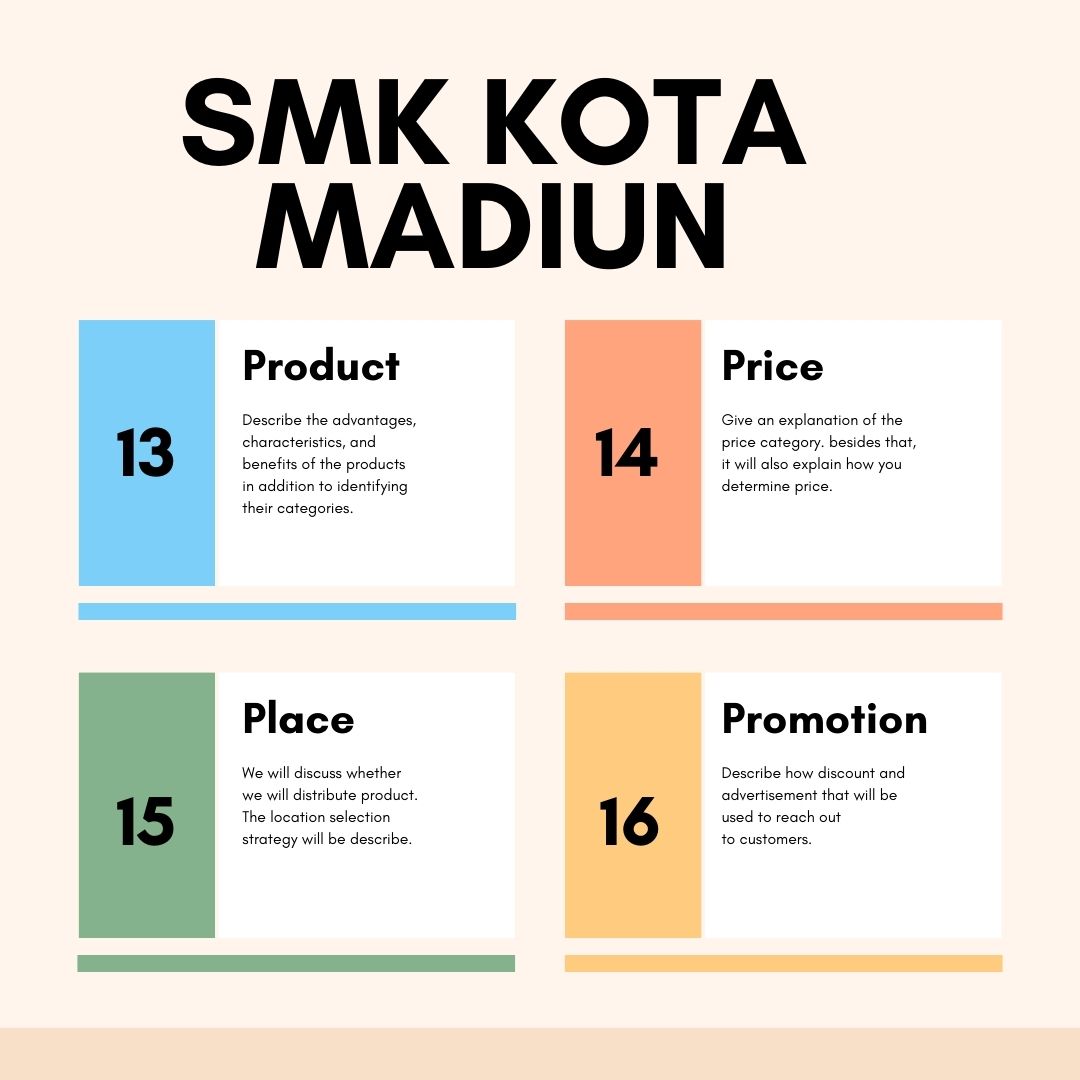 SMK KOTA
MADIUN
13
Product
Describe the advantages,
characteristics, and
benefits of the products
in addition to identifying
their categories.
14
Price
Give an explanation of the
price category. besides that,
it will also explain how you
determine price.
15
Place
We will discuss whether
we will distribute product.
The location selection
strategy will be describe.
16
Promotion
Describe how discount and
advertisement that will be
used to reach out
to customers.